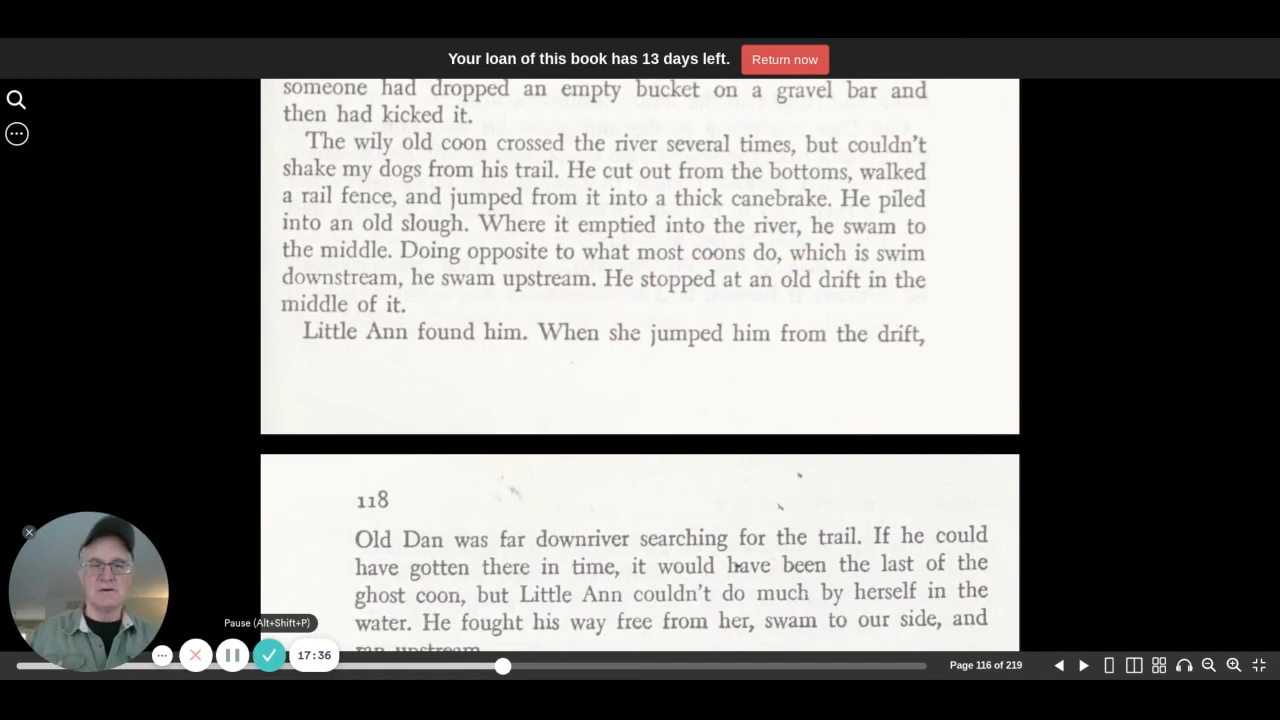 Your loan of this book has 13 days left. Return now
someone had dropped an empty bucket on a gravel bar and
then had kicked it.
The wily old coon crossed the river several times, but couldn't
shake my dogs from his trail. He cut out from the bottoms, walked
a rail fence, and jumped from it into a thick canebrake. He piled
into an old slough. Where it emptied into the river, he swam to
the middle. Doing opposite to what most coons do, which is swim
downstream, he swam upstream. He stopped at an old drift in the
middle of it.
Little Ann found him. When she jumped him from the drift,
118
Old Dan was far downriver searching for the trail. If he could
have gotten there in time, it would have been the last of the
ghost coon, but Little Ann couldn't do much by herself in the
water. He fought his way free from her, swam to our side, and
ran upstream.
Pause (Alt+Shift+P)
17:36
Page 116 of 219